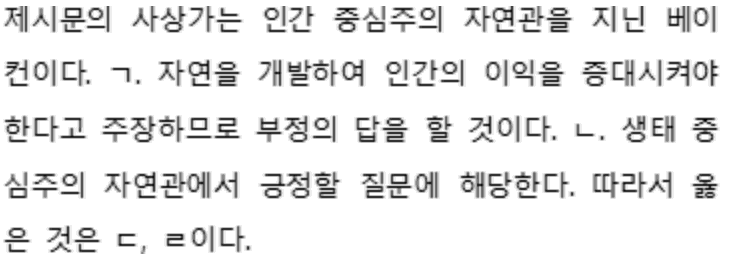 제시문의 사상가는 인간 중심주의 자연관을 지닌 베이
컨이다. ㄱ. 자연을 개발하여 인간의 이익을 증대시켜야
한다고 주장하므로 부정의 답을 할 것이다. ㄴ. 생태 중
심주의 자연관에서 긍정할 질문에 해당한다. 따라서 옳
은 것은 ㄷ, ㄹ이다.